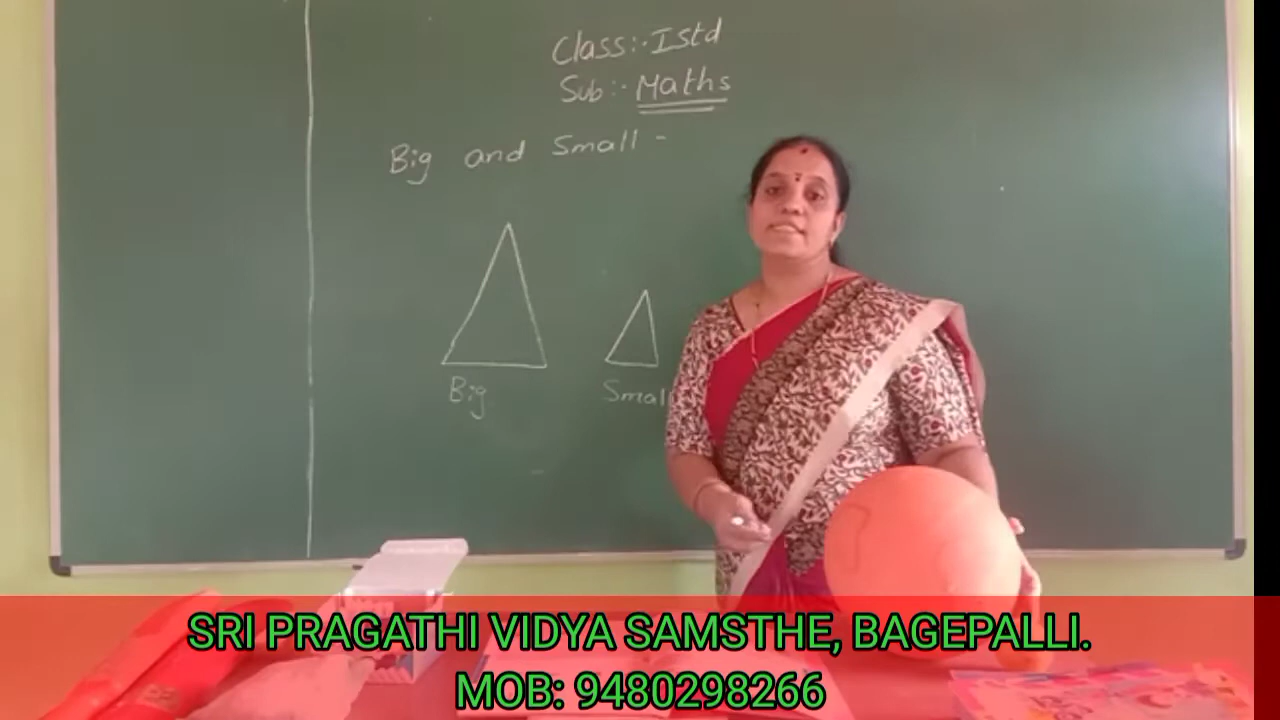 Class:- Istd
Sub:- Maths
Big and Small -
Big
Small
SRI PRAGATHI VIDYA SAMSTHE, BAGEPALLI.
MOB: 9480298266